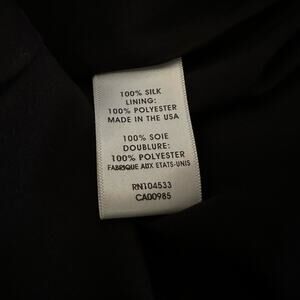 100% SILK
LINING:
100% POLYESTER
MADE IN THE USA
100% SOIE
DOUBLURE:
100% POLYESTER
FABRIQUE AUX ETATS-UNIS
RN104533
CA00985